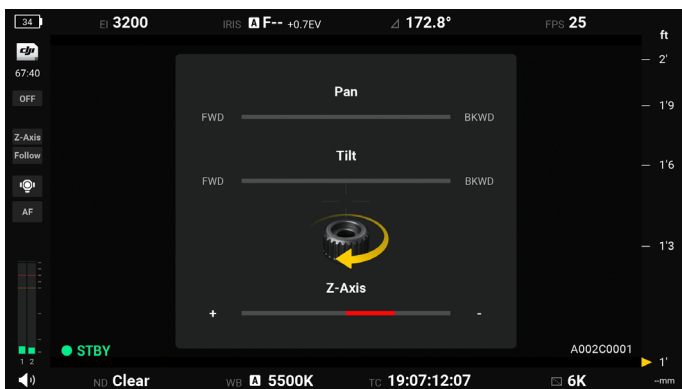 34
EI 3200
IRIS A F-- +0.7EV
172.8°
FPS 25
ft
dji
67:40
OFF
Z-Axis
Follow
AF
1 2
Pan
FWD
BKWD
Tilt
FWD
BKWD
Z-Axis
+
-
2'
1'9
1'6
1'3
1'
STBY
A002C0001
ND Clear
WB A 5500K
TC 19:07:12:07
6K
--mm